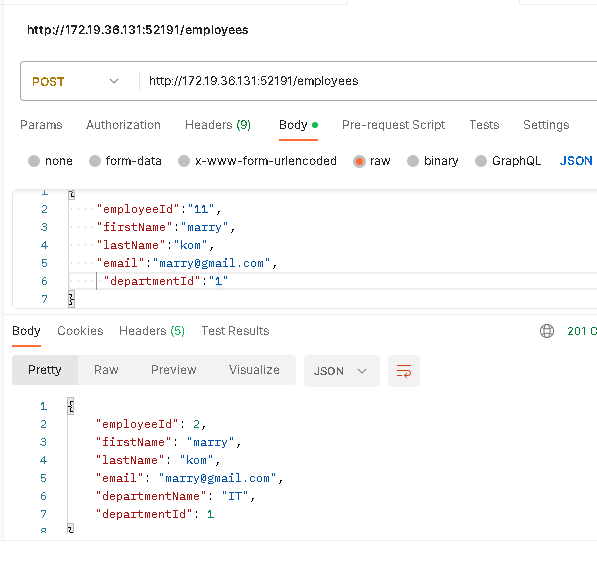 http://172.19.36.131:52191/employees
POST http://172.19.36.131:52191/employees
Params Authorization Headers (9) Body Pre-request Script Tests Settings
none form-data x-www-form-urlencoded raw binary GraphQL JSON
1 {
2 "employeeId":"11",
3 "firstName":"marry",
4 "lastName":"kom",
5 "email":"marry@gmail.com",
6 "departmentId":"1"
7 }
Body Cookies Headers (5) Test Results 201 C
Pretty Raw Preview Visualize JSON
1 {
2 "employeeId": 2,
3 "firstName": "marry",
4 "lastName": "kom",
5 "email": "marry@gmail.com",
6 "departmentName": "IT",
7 "departmentId": 1
8 }